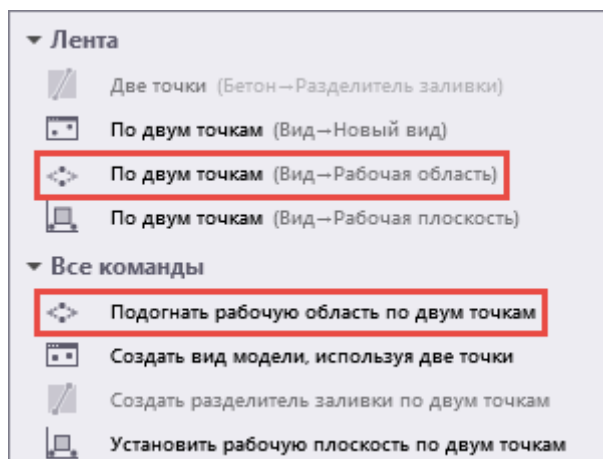 Лента
Две точки (Бетон→Разделитель заливки)
По двум точкам (Вид→Новый вид)
По двум точкам (Вид→Рабочая область)
По двум точкам (Вид→Рабочая плоскость)
Все команды
Подогнать рабочую область по двум точкам
Создать вид модели, используя две точки
Создать разделитель заливки по двум точкам
Установить рабочую плоскость по двум точкам